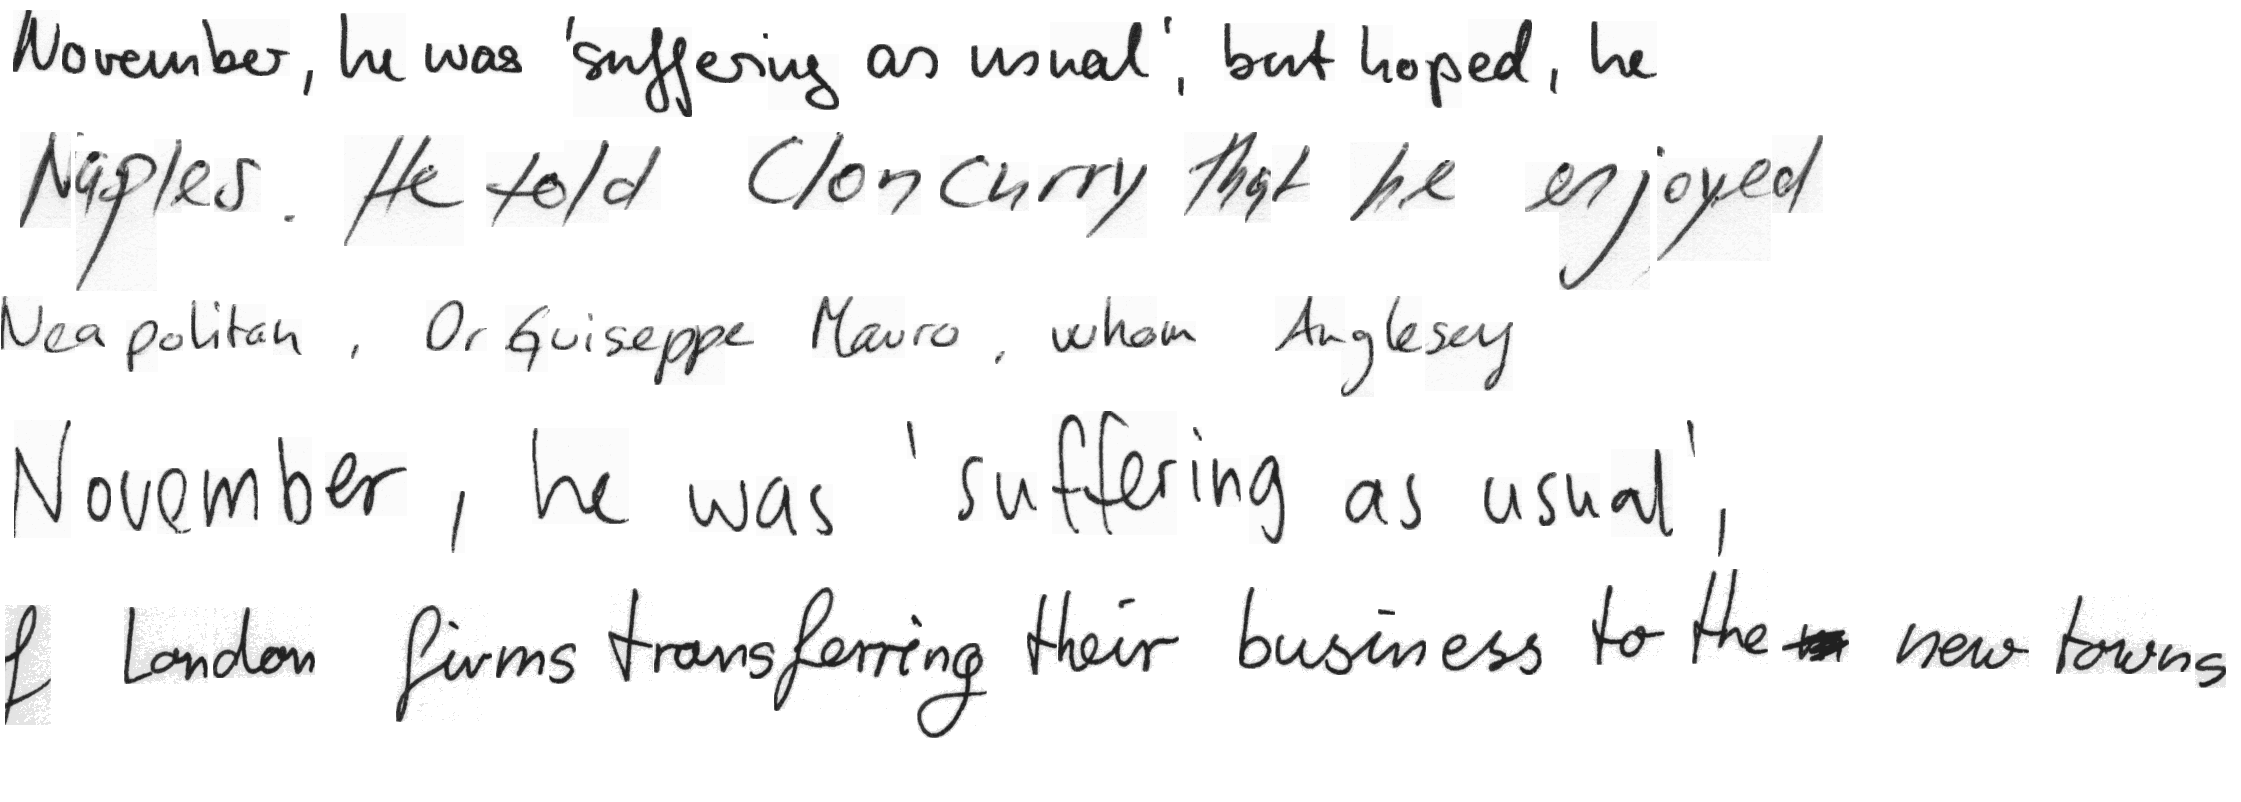 November, he was 'suffering as usual', but hoped, he
Naples. He told Cloncurry that he enjoyed
Neapolitan, Dr Guiseppe Mauro, whom Anglesey
November, he was 'suffering as usual',
f London firms transferring their business to the new towns